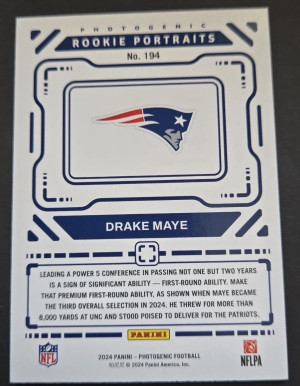 PHOTOGENIC
ROOKIE PORTRAITS
No. 194
DRAKE MAYE
LEADING A POWER 5 CONFERENCE IN PASSING NOT ONE BUT TWO YEARS
IS A SIGN OF SIGNIFICANT ABILITY — FIRST-ROUND ABILITY. MAKE
THAT PREMIUM FIRST-ROUND ABILITY, AS SHOWN WHEN MAYE BECAME
THE THIRD OVERALL SELECTION IN 2024. HE THREW FOR MORE THAN
8,000 YARDS AT UNC AND STOOD POISED TO DELIVER FOR THE PATRIOTS.
PANINI
NFL
2024 PANINI - PHOTOGENIC FOOTBALL
© 2024 Panini America, Inc.
NFLPA